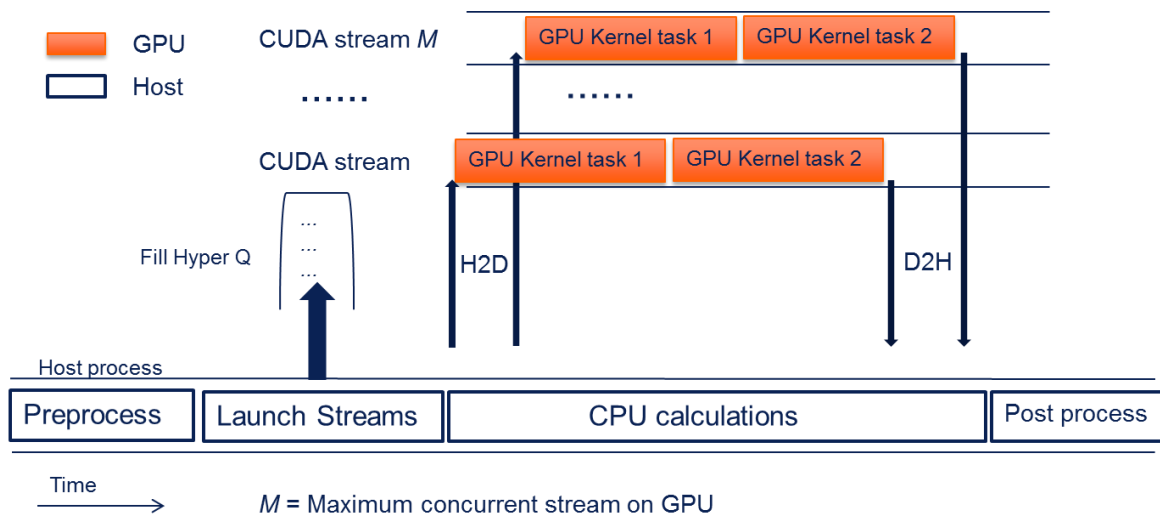 GPU
Host
CUDA stream M
GPU Kernel task 1
GPU Kernel task 2
......
......
CUDA stream
GPU Kernel task 1
GPU Kernel task 2
...
...
...
Fill Hyper Q
H2D
D2H
Host process
Preprocess
Launch Streams
CPU calculations
Post process
Time
M = Maximum concurrent stream on GPU